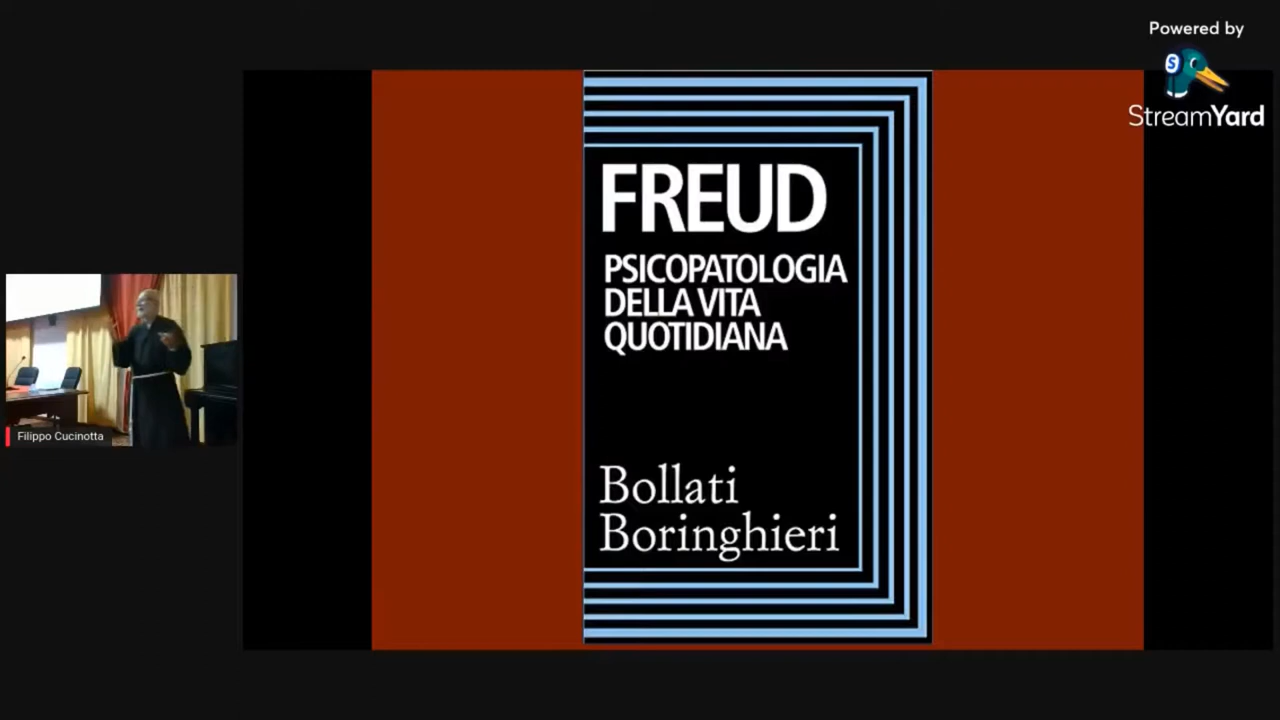 Powered by
S
StreamYard
FREUD
PSICOPATOLOGIA
DELLA VITA
QUOTIDIANA
Bollati
Boringhieri
Filippo Cucinotta